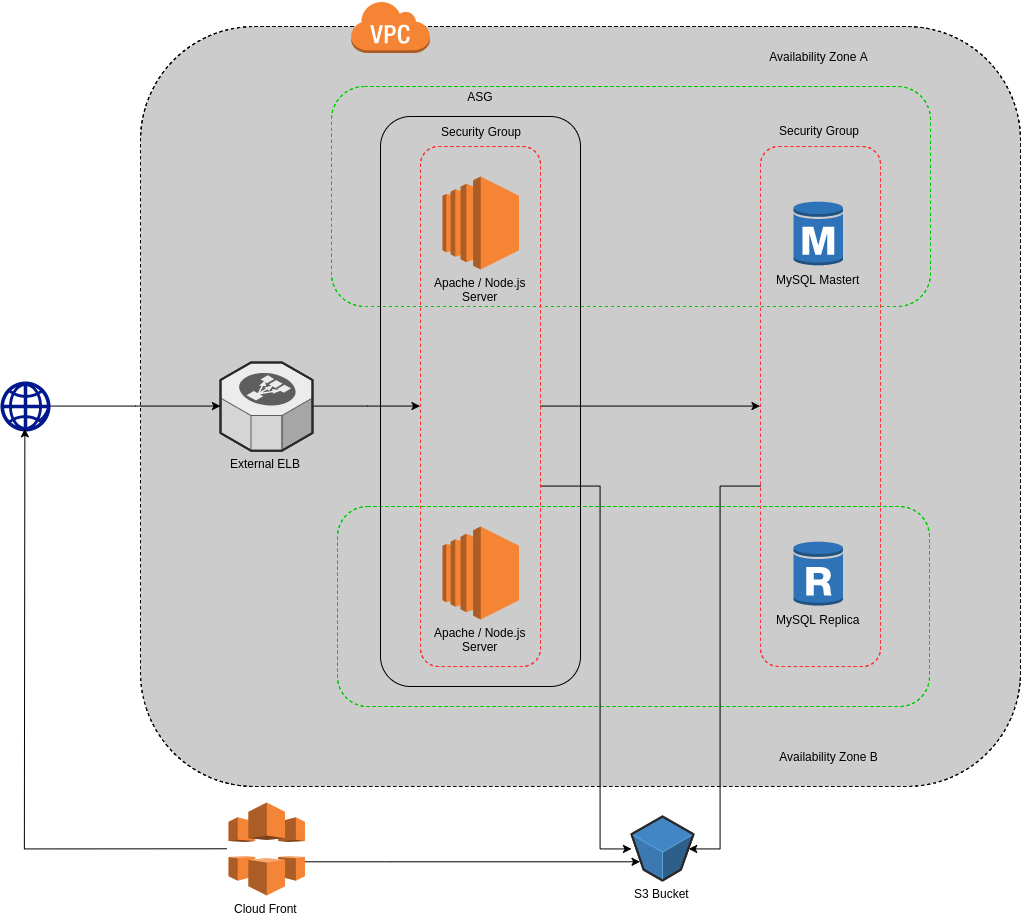 VPC
Availability Zone A
ASG
Security Group
Security Group
M
Apache / Node.js
Server
MySQL Mastert
External ELB
R
Apache / Node.js
Server
MySQL Replica
Availability Zone B
S3 Bucket
Cloud Front